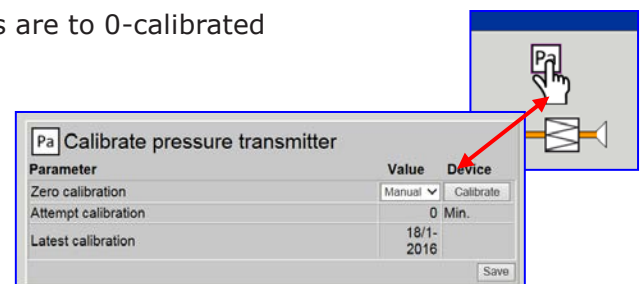 s are to 0-calibrated
Pa
Pa Calibrate pressure transmitter
Parameter Value Device
Zero calibration Manual Calibrate
Attempt calibration 0 Min.
Latest calibration 18/1-
2016
Save